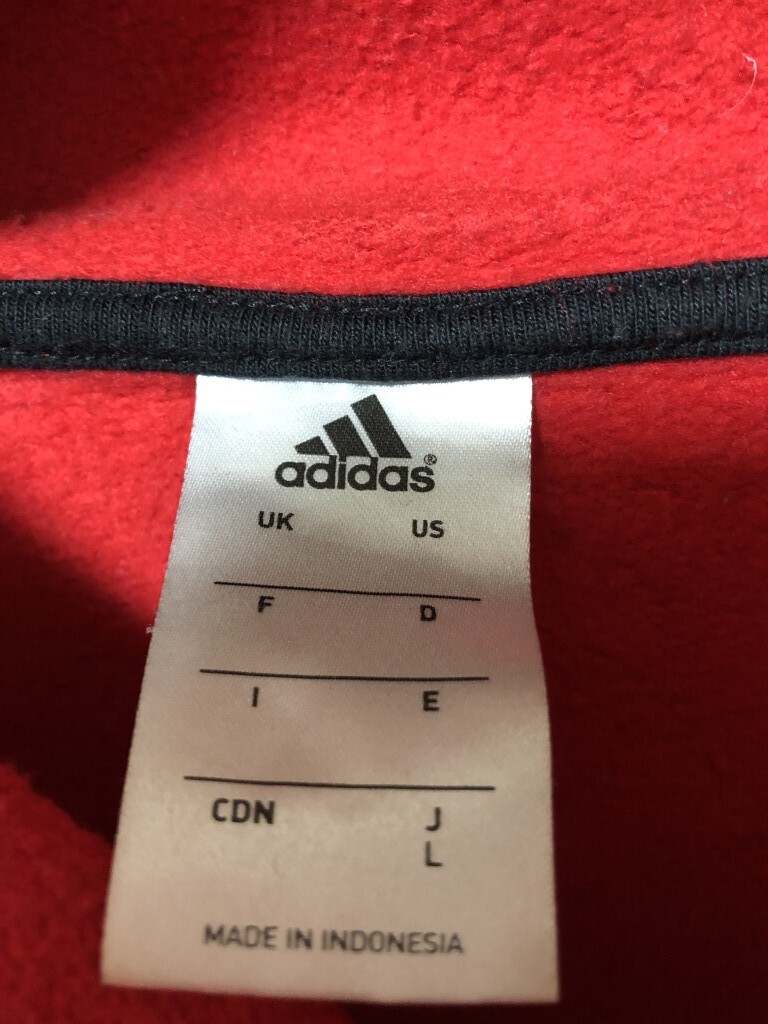 adidas®
UK US
F D
I E
CDN J
L
MADE IN INDONESIA